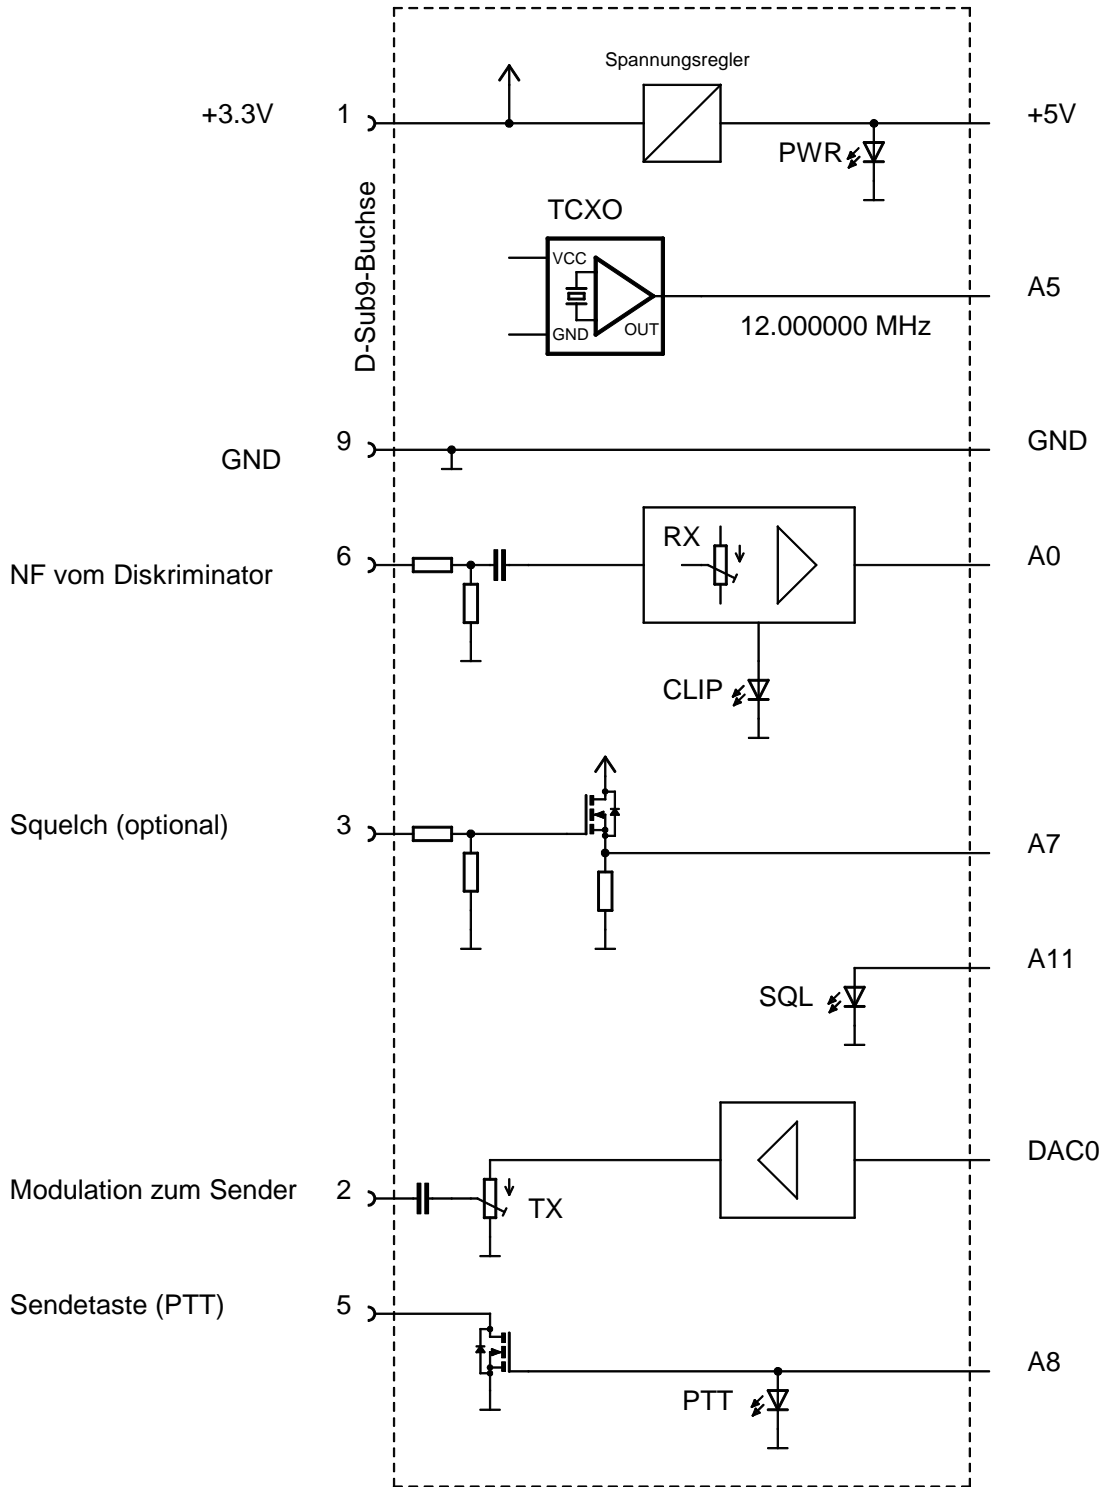 Spannungsregler
+3.3V 1 +5V
PWR
D-Sub9-Buchse
TCXO
VCC
GND
OUT
A5
12.000000 MHz
GND 9 GND
NF vom Diskriminator 6 RX A0
CLIP
Squelch (optional) 3 A7
A11
SQL
DAC0
Modulation zum Sender 2 TX
Sendetaste (PTT) 5
A8
PTT